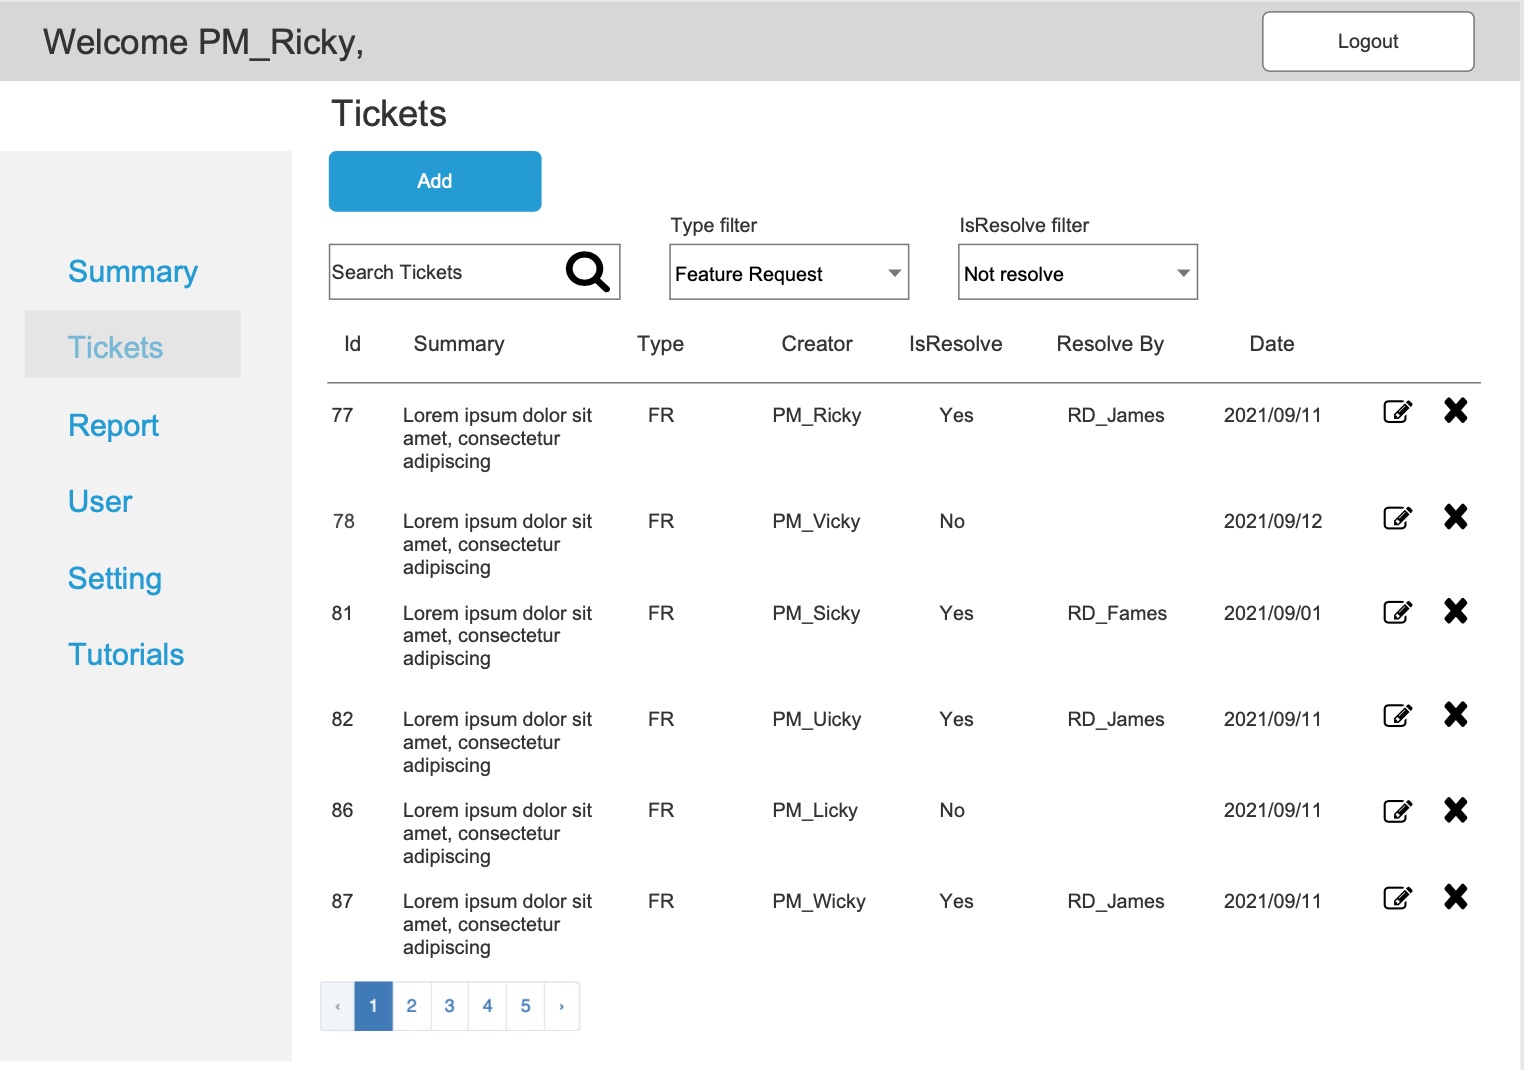 Welcome PM_Ricky,
Logout
Tickets
Add
Type filter
IsResolve filter
Search Tickets
Feature Request
Not resolve
Summary
Tickets
Report
User
Setting
Tutorials
Id Summary Type Creator IsResolve Resolve By Date
77 Lorem ipsum dolor sit FR PM_Ricky Yes RD_James 2021/09/11
amet, consectetur
adipiscing
78 Lorem ipsum dolor sit FR PM_Vicky No 2021/09/12
amet, consectetur
adipiscing
81 Lorem ipsum dolor sit FR PM_Sicky Yes RD_Fames 2021/09/01
amet, consectetur
adipiscing
82 Lorem ipsum dolor sit FR PM_Uicky Yes RD_James 2021/09/11
amet, consectetur
adipiscing
86 Lorem ipsum dolor sit FR PM_Licky No 2021/09/11
amet, consectetur
adipiscing
87 Lorem ipsum dolor sit FR PM_Wicky Yes RD_James 2021/09/11
amet, consectetur
adipiscing
‹ 1 2 3 4 5 ›